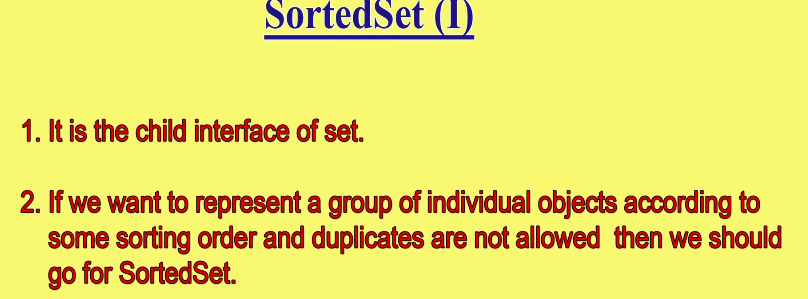 SortedSet (I)
1. It is the child interface of set.
2. If we want to represent a group of individual objects according to
some sorting order and duplicates are not allowed then we should
go for SortedSet.